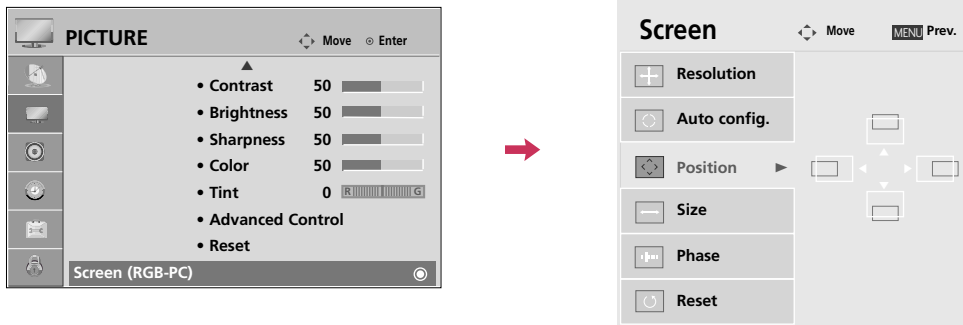 PICTURE
Move
Enter
• Contrast 50
• Brightness 50
• Sharpness 50
• Color 50
• Tint 0 R G
• Advanced Control
• Reset
Screen (RGB-PC)
Screen
Move
MENU Prev.
Resolution
Auto config.
Position
Size
Phase
Reset